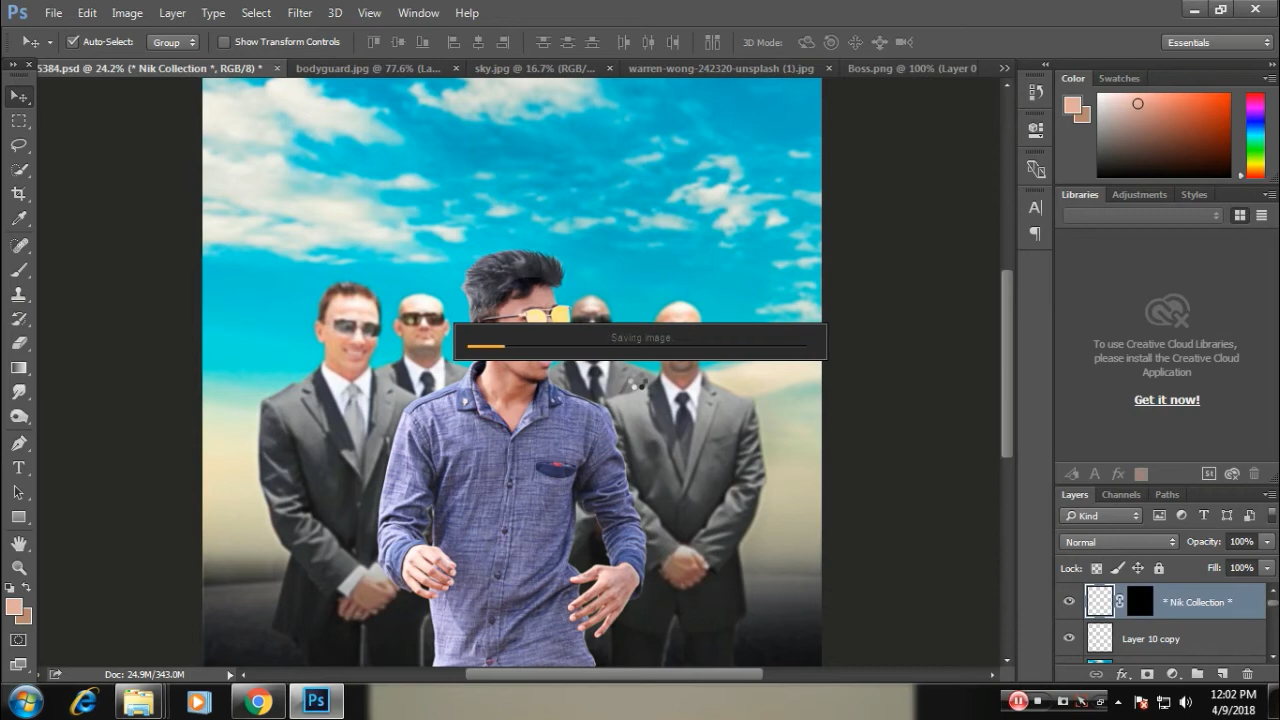 Ps File Edit Image Layer Type Select Filter 3D View Window Help
Auto-Select: Group Show Transform Controls 3D Mode: Essentials
5384.psd @ 24.2% (* Nik Collection *, RGB/8) * bodyguard.jpg @ 77.6% (La... sky.jpg @ 16.7% (RGB/... warren-wong-242320-unsplash (1).jpg Boss.png @ 100% (Layer 0
Color Swatches
Libraries Adjustments Styles
Saving image.
To use Creative Cloud Libraries,
please install the Creative Cloud
Application
Get it now!
Layers Channels Paths
Kind
Normal Opacity: 100%
Lock: Fill: 100%
* Nik Collection *
Layer 10 copy
Doc: 24.9M/343.0M
Ps
12:02 PM
4/9/2018